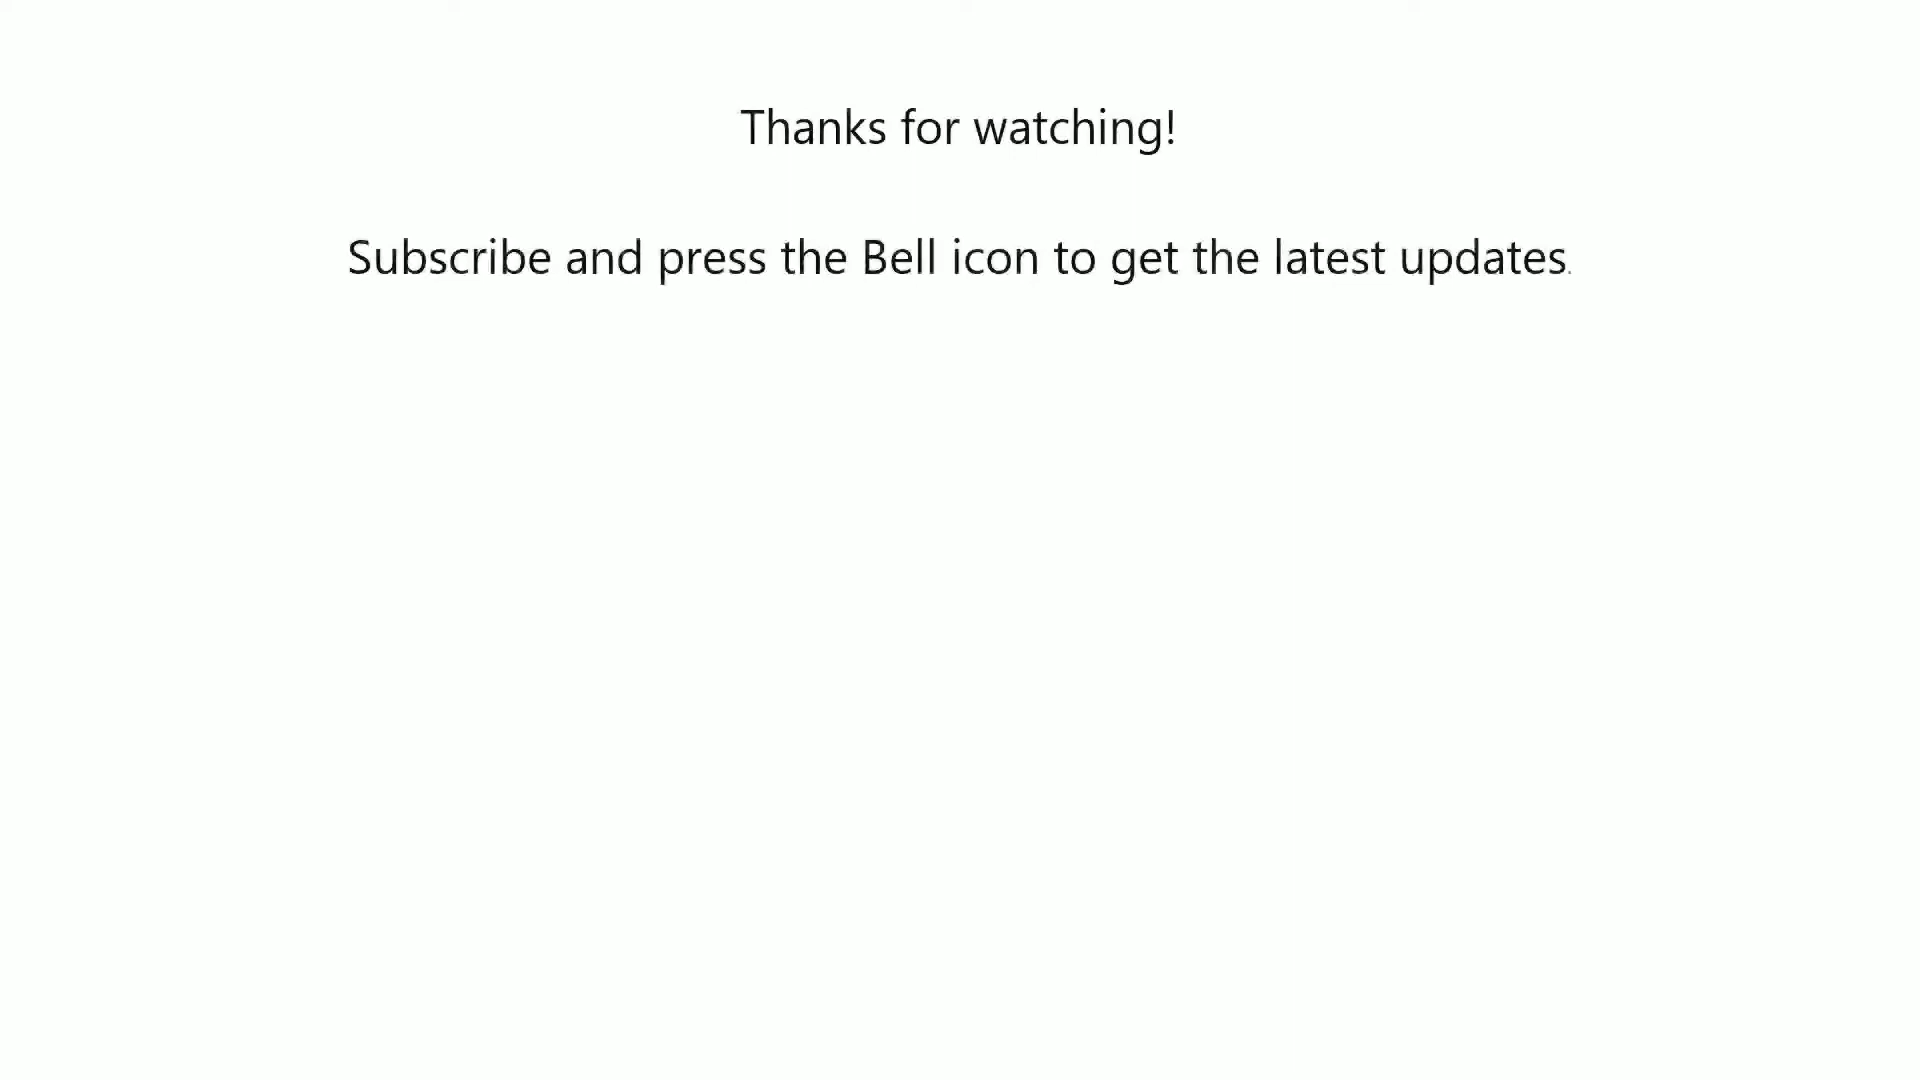 Thanks for watching!
Subscribe and press the Bell icon to get the latest updates.